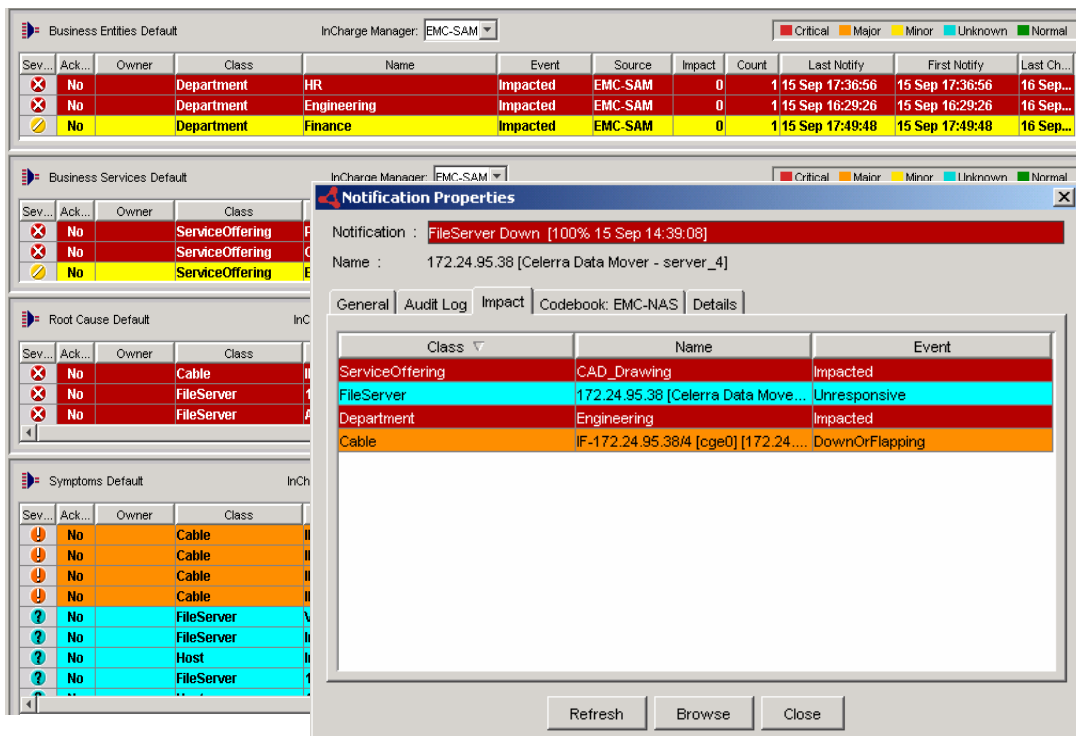 Business Entities Default InCharge Manager: EMC-SAM Critical Major Minor Unknown Normal
Sev... Ack... Owner Class Name Event Source Impact Count Last Notify First Notify Last Ch...
No Department HR Impacted EMC-SAM 0 1 15 Sep 17:36:56 15 Sep 17:36:56 16 Sep...
No Department Engineering Impacted EMC-SAM 0 1 15 Sep 16:29:26 15 Sep 16:29:26 16 Sep...
No Department Finance Impacted EMC-SAM 0 1 15 Sep 17:49:48 15 Sep 17:49:48 16 Sep...
Business Services Default InCharge Manager: EMC-SAM Critical Major Minor Unknown Normal
Sev... Ack... Owner Class
No ServiceOffering
No ServiceOffering
No ServiceOffering
Root Cause Default
Sev... Ack... Owner Class
No Cable
No FileServer
No FileServer
Symptoms Default
Sev... Ack... Owner Class
No Cable
No Cable
No Cable
No Cable
No FileServer
No FileServer
No Host
No FileServer
Notification Properties
Notification : FileServer Down [100% 15 Sep 14:39:08]
Name : 172.24.95.38 [Celerra Data Mover - server_4]
General Audit Log Impact Codebook: EMC-NAS Details
Class Name Event
ServiceOffering CAD_Drawing Impacted
FileServer 172.24.95.38 [Celerra Data Move... Unresponsive
Department Engineering Impacted
Cable IF-172.24.95.38/4 [cge0] [172.24.... DownOrFlapping
Refresh Browse Close